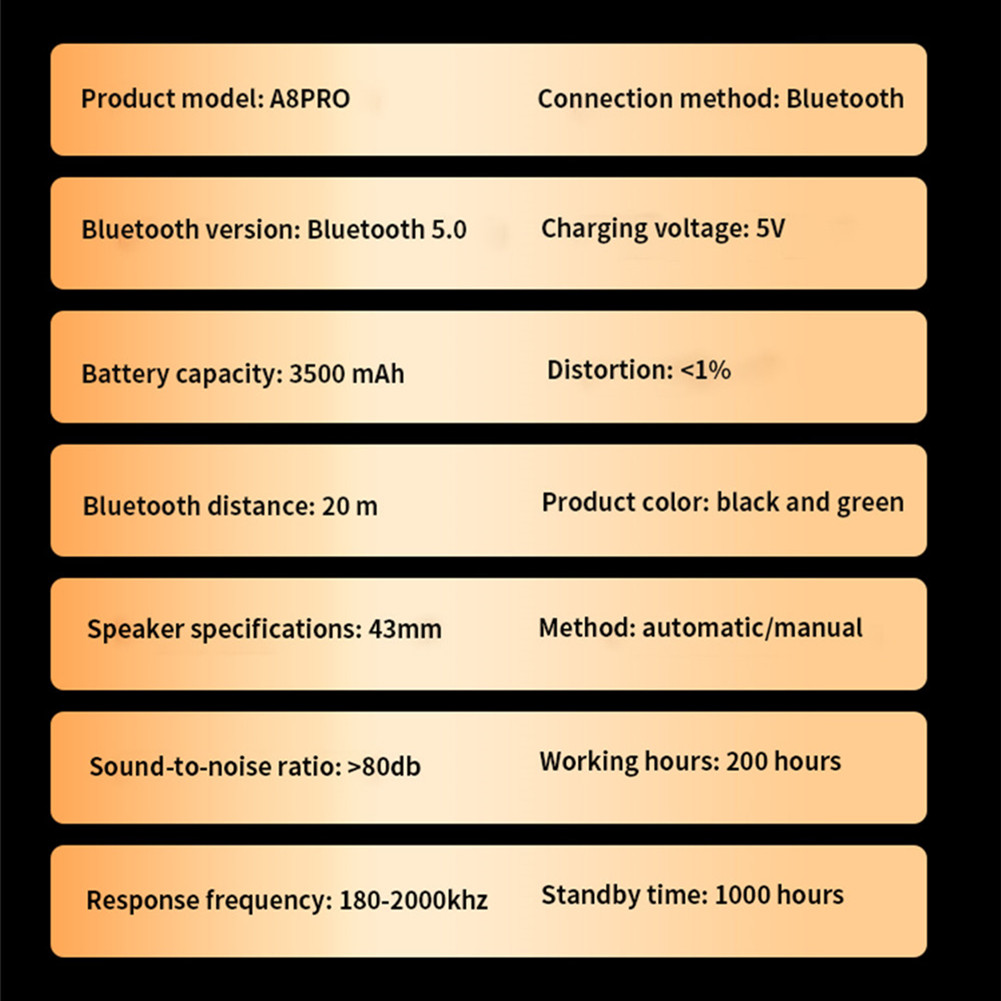 Product model: A8PRO
Connection method: Bluetooth
Bluetooth version: Bluetooth 5.0
Charging voltage: 5V
Battery capacity: 3500 mAh
Distortion: <1%
Bluetooth distance: 20 m
Product color: black and green
Speaker specifications: 43mm
Method: automatic/manual
Sound-to-noise ratio: >80db
Working hours: 200 hours
Response frequency: 180-2000khz
Standby time: 1000 hours